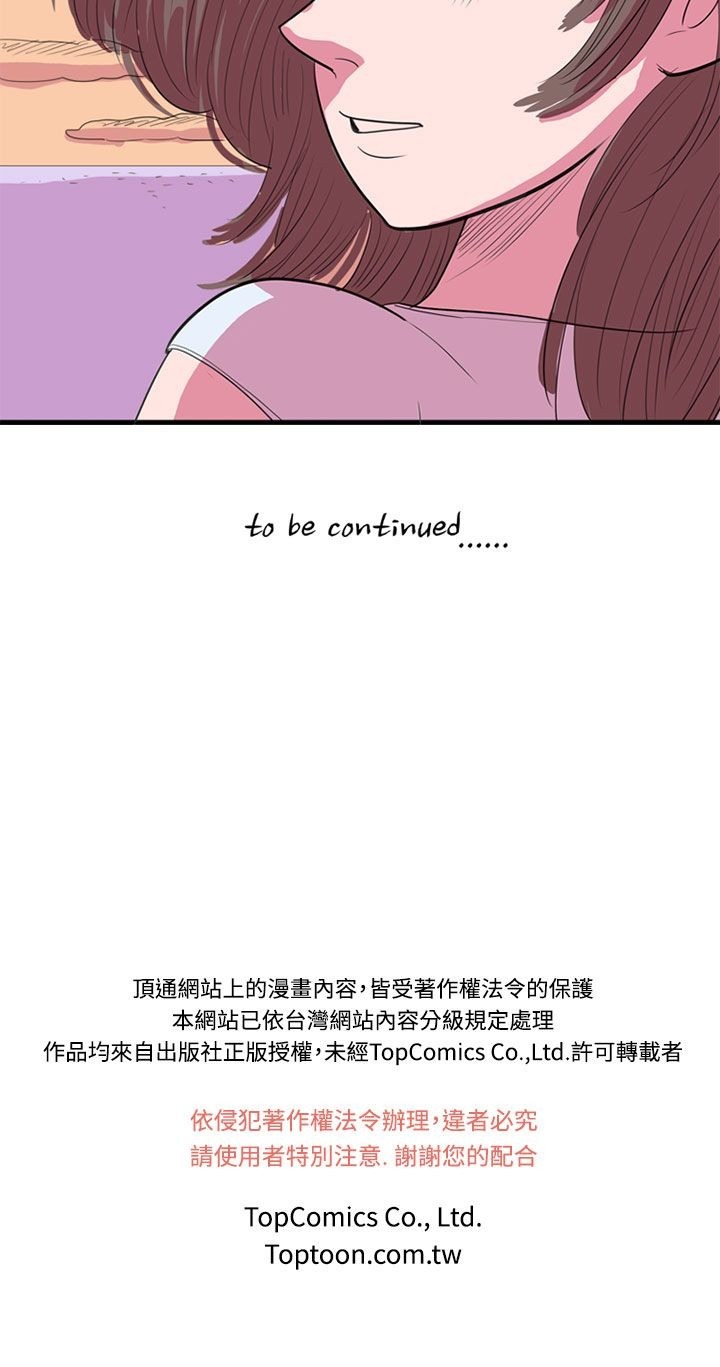 to be continued......
頂通網站上的漫畫內容，皆受著作權法令的保護
本網站已依台灣網站內容分級規定處理
作品均來自出版社正版授權，未經TopComics Co.,Ltd.許可轉載者
依侵犯著作權法令辦理，違者必究
請使用者特別注意. 謝謝您的配合
TopComics Co., Ltd.
Toptoon.com.tw